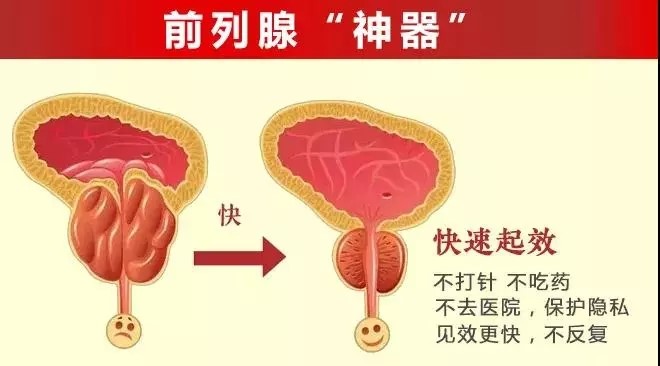 前列腺“神器”
快
快速起效
不打针 不吃药
不去医院，保护隐私
见效更快，不反复